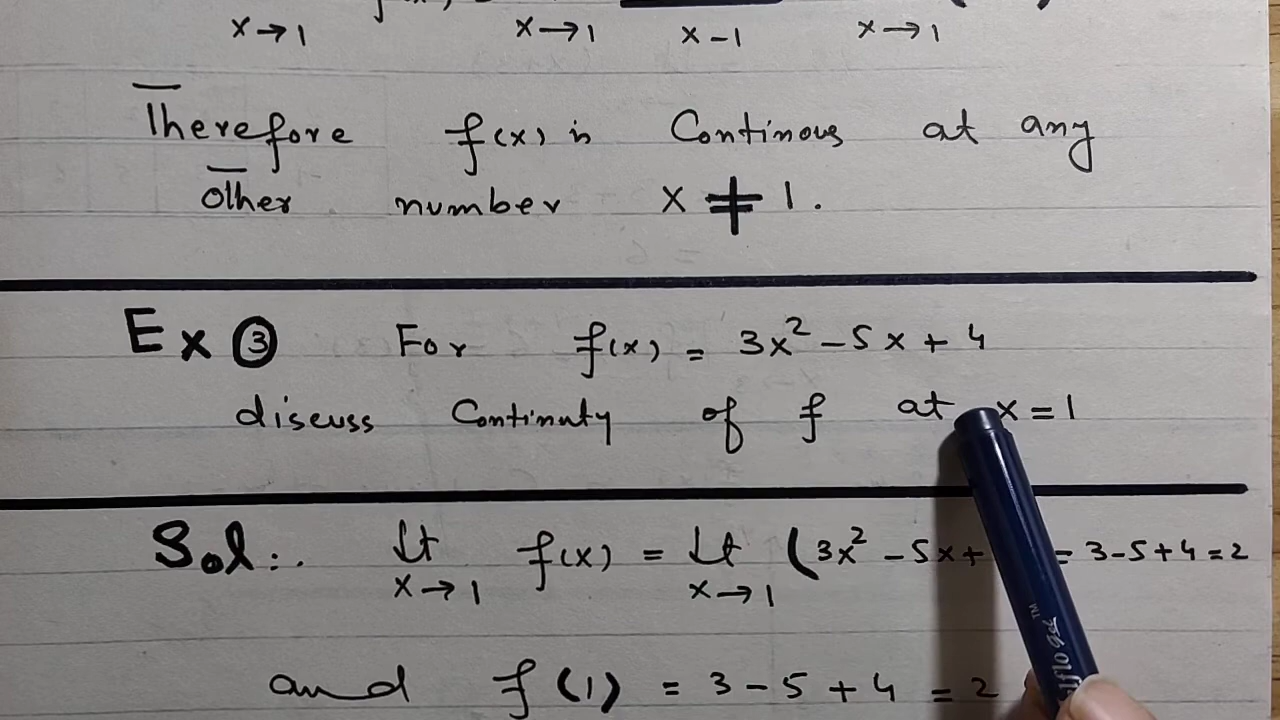 x→1 x→1 x-1 x→1
Therefore f(x) is Continous at any
other number x ≠ 1.
Ex ③ For f(x) = 3x² - 5x + 4
discuss Continuty of f at x = 1
Sol:. Lt f(x) = Lt (3x² - 5x + = 3-5+4 = 2
x→1 x→1
and f(1) = 3-5+4 = 2